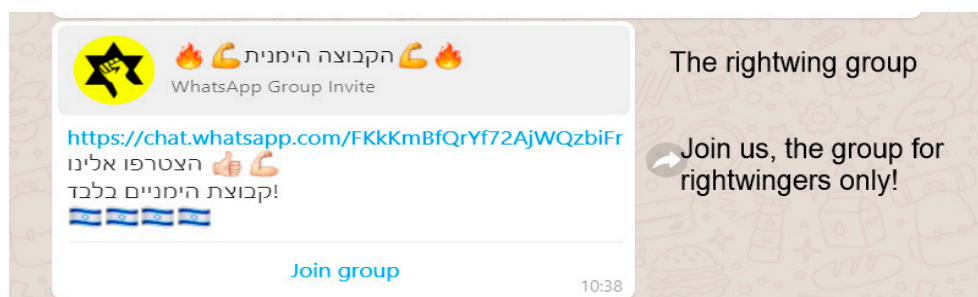 🔥💪הקבוצה הימנית💪🔥
WhatsApp Group Invite
The rightwing group
https://chat.whatsapp.com/FKkKmBfQrYf72AjWQzbiFr
הצטרפו אלינו 👍🏻💪🏻
קבוצת הימניים בלבד!
🇮🇱🇮🇱🇮🇱🇮🇱
Join us, the group for
rightwingers only!
Join group
10:38